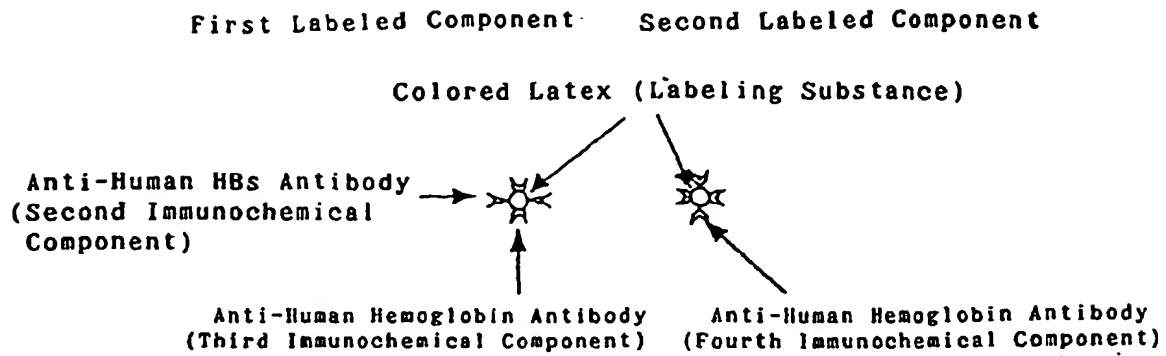 First Labeled Component    Second Labeled Component
Colored Latex (Labeling Substance)
Anti-Human HBs Antibody
(Second Immunochemical
Component)
Anti-Human Hemoglobin Antibody    Anti-Human Hemoglobin Antibody
(Third Immunochemical Component)    (Fourth Immunochemical Component)